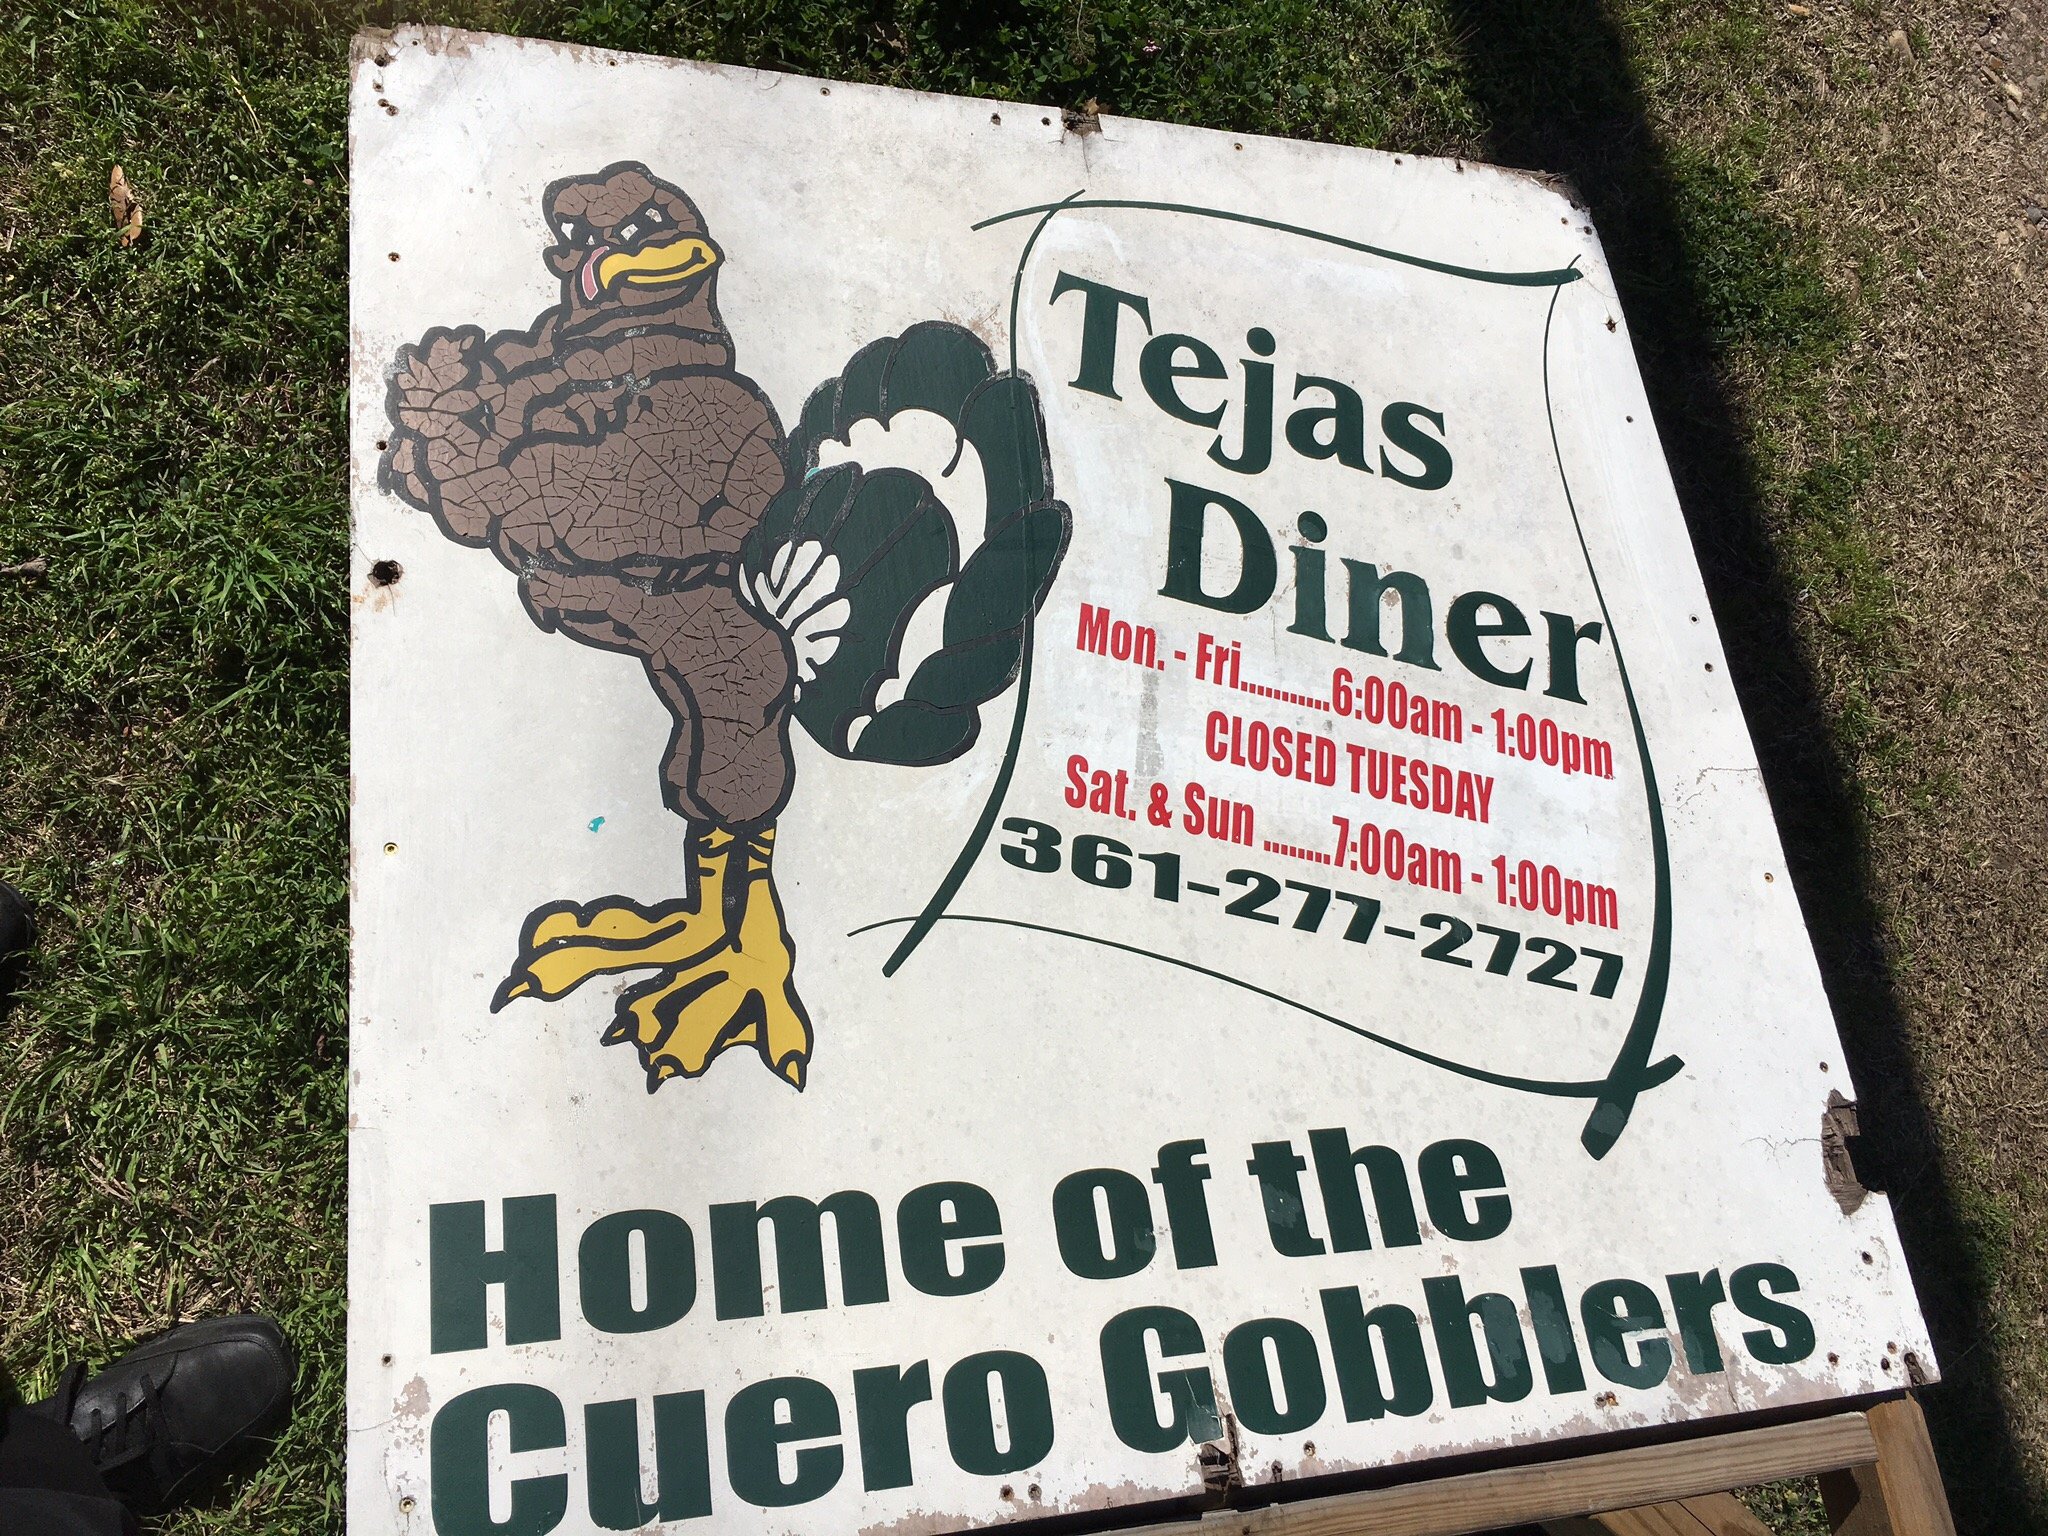 Tejas
Diner
Mon. - Fri...........6:00am - 1:00pm
CLOSED TUESDAY
Sat. & Sun ........7:00am - 1:00pm
361-277-2727
Home of the
Cuero Gobblers